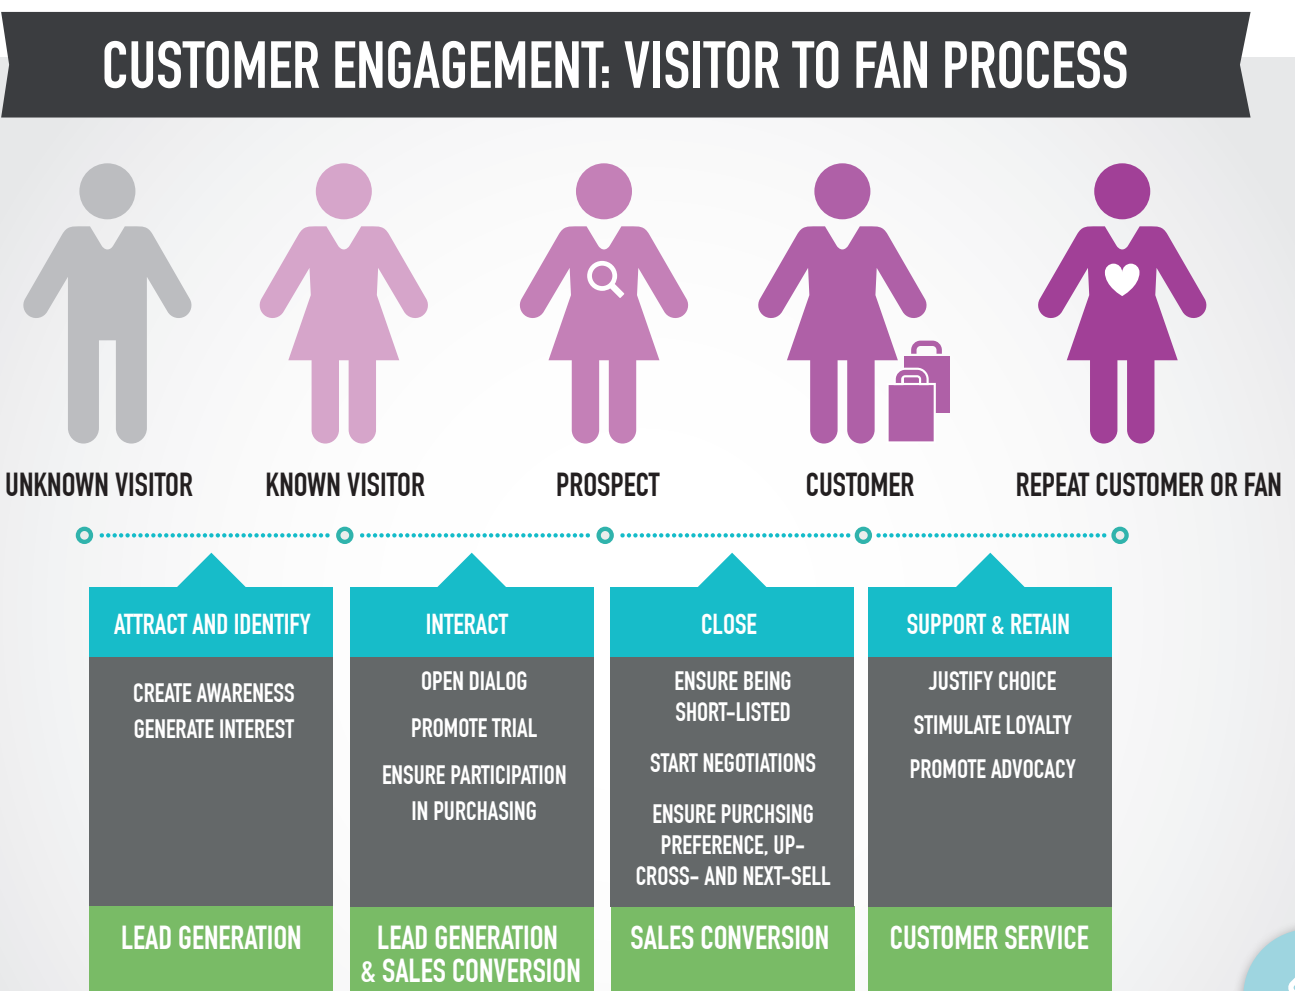 CUSTOMER ENGAGEMENT: VISITOR TO FAN PROCESS
UNKNOWN VISITOR
KNOWN VISITOR
PROSPECT
CUSTOMER
REPEAT CUSTOMER OR FAN
ATTRACT AND IDENTIFY
CREATE AWARENESS
GENERATE INTEREST
LEAD GENERATION
INTERACT
OPEN DIALOG
PROMOTE TRIAL
ENSURE PARTICIPATION
IN PURCHASING
LEAD GENERATION
& SALES CONVERSION
CLOSE
ENSURE BEING
SHORT-LISTED
START NEGOTIATIONS
ENSURE PURCHSING
PREFERENCE, UP-
CROSS- AND NEXT-SELL
SALES CONVERSION
SUPPORT & RETAIN
JUSTIFY CHOICE
STIMULATE LOYALTY
PROMOTE ADVOCACY
CUSTOMER SERVICE